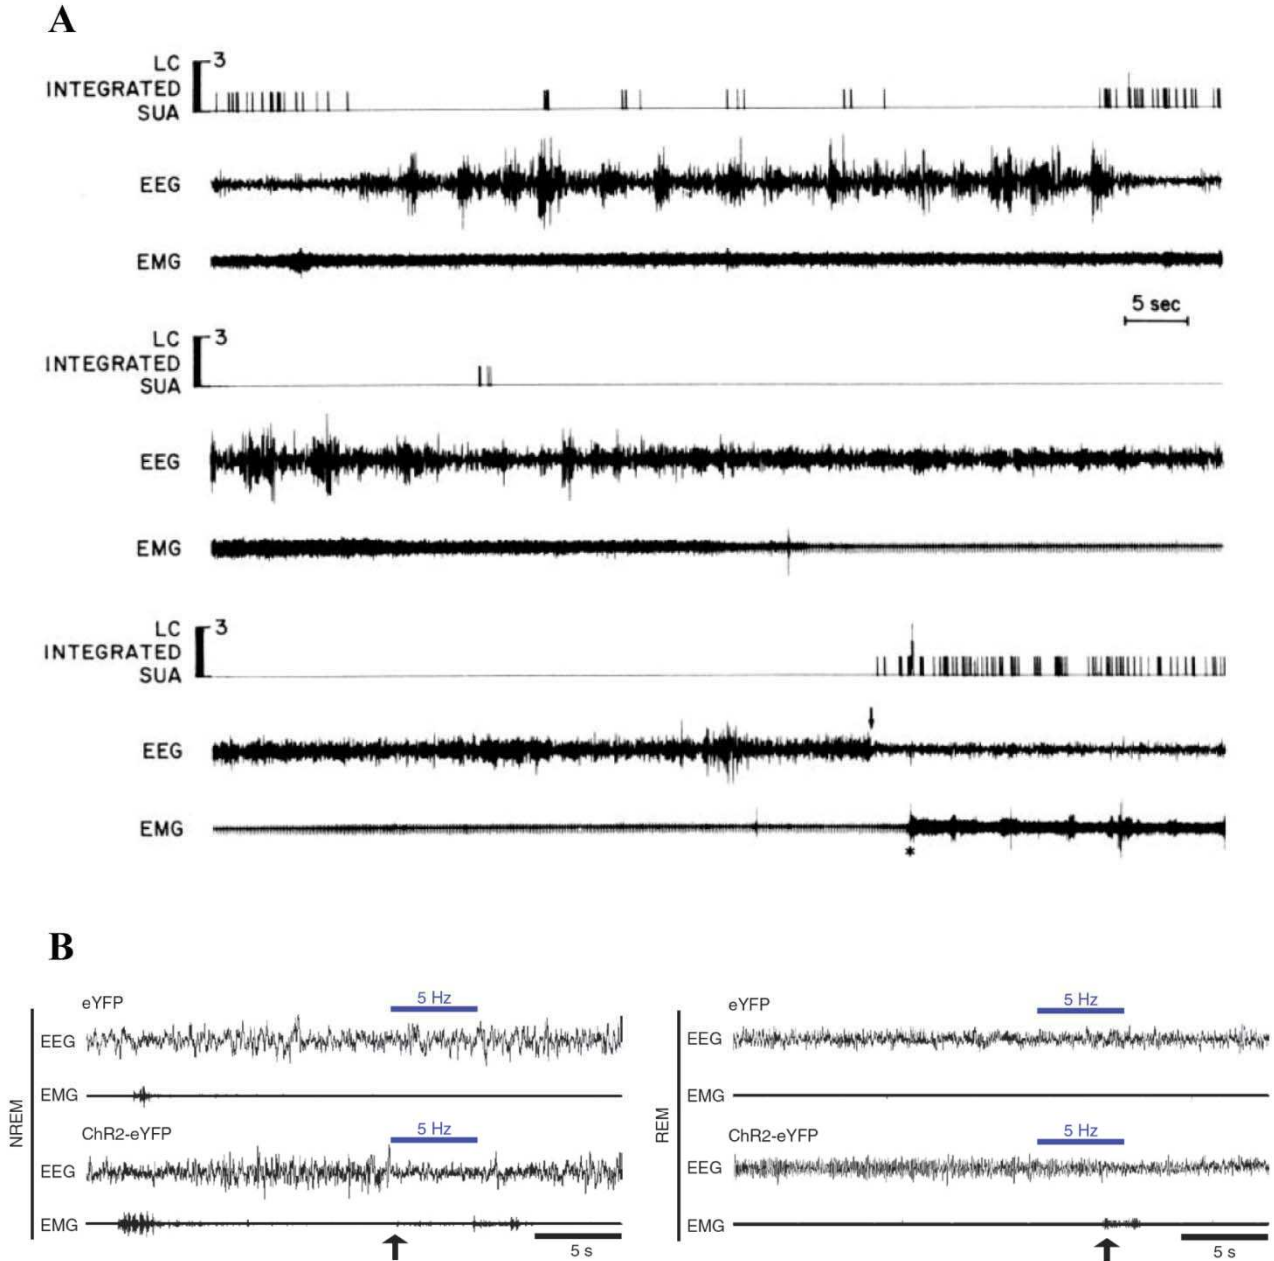 A
LC 3
INTEGRATED
SUA
EEG
EMG
5 sec
LC 3
INTEGRATED
SUA
EEG
EMG
LC 3
INTEGRATED
SUA
EEG
EMG
*
B
NREM
eYFP
5 Hz
EEG
EMG
ChR2-eYFP
5 Hz
EEG
EMG
5 s
REM
eYFP
5 Hz
EEG
EMG
ChR2-eYFP
5 Hz
EEG
EMG
5 s